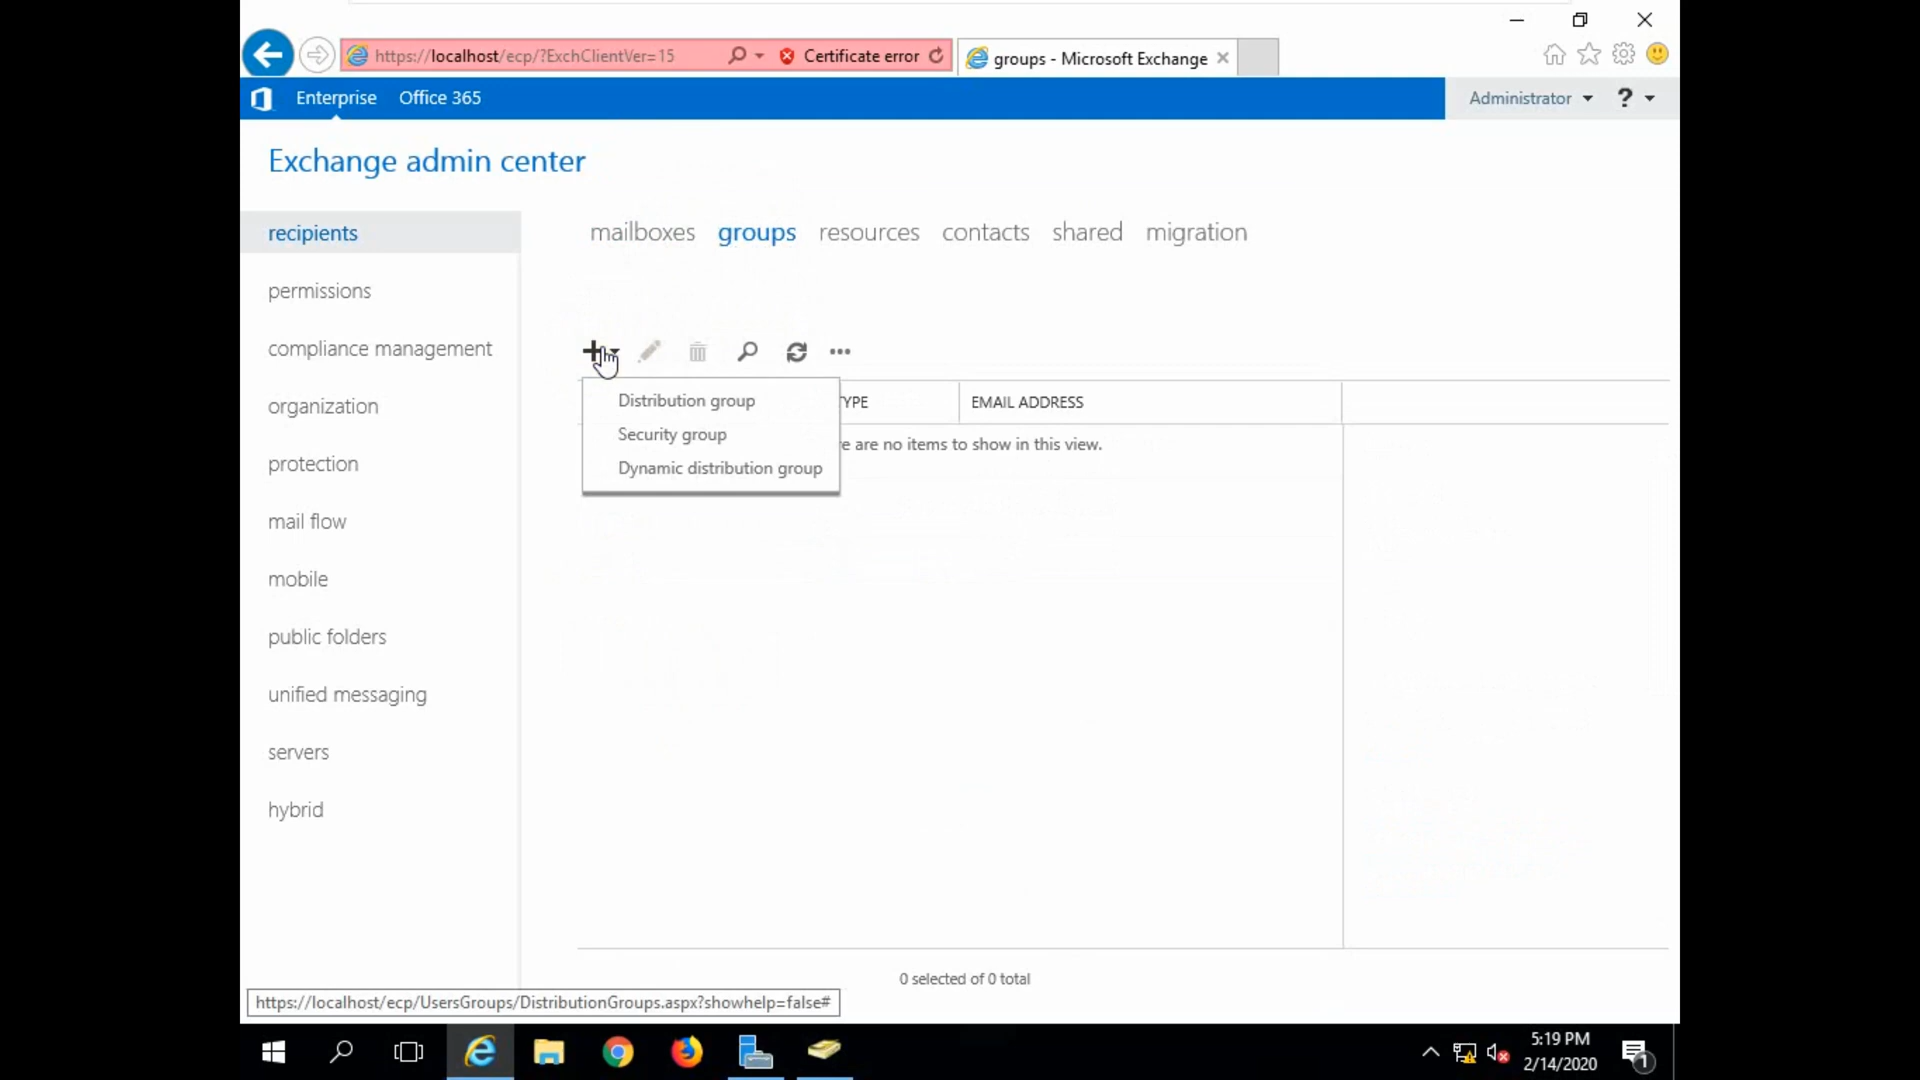 https://localhost/ecp/?ExchClientVer=15
Certificate error
groups - Microsoft Exchange
Enterprise
Office 365
Administrator
?
Exchange admin center
recipients
permissions
compliance management
organization
protection
mail flow
mobile
public folders
unified messaging
servers
hybrid
mailboxes
groups
resources
contacts
shared
migration
Distribution group
Security group
Dynamic distribution group
YPE
EMAIL ADDRESS
e are no items to show in this view.
0 selected of 0 total
https://localhost/ecp/UsersGroups/DistributionGroups.aspx?showhelp=false#
5:19 PM
2/14/2020
1